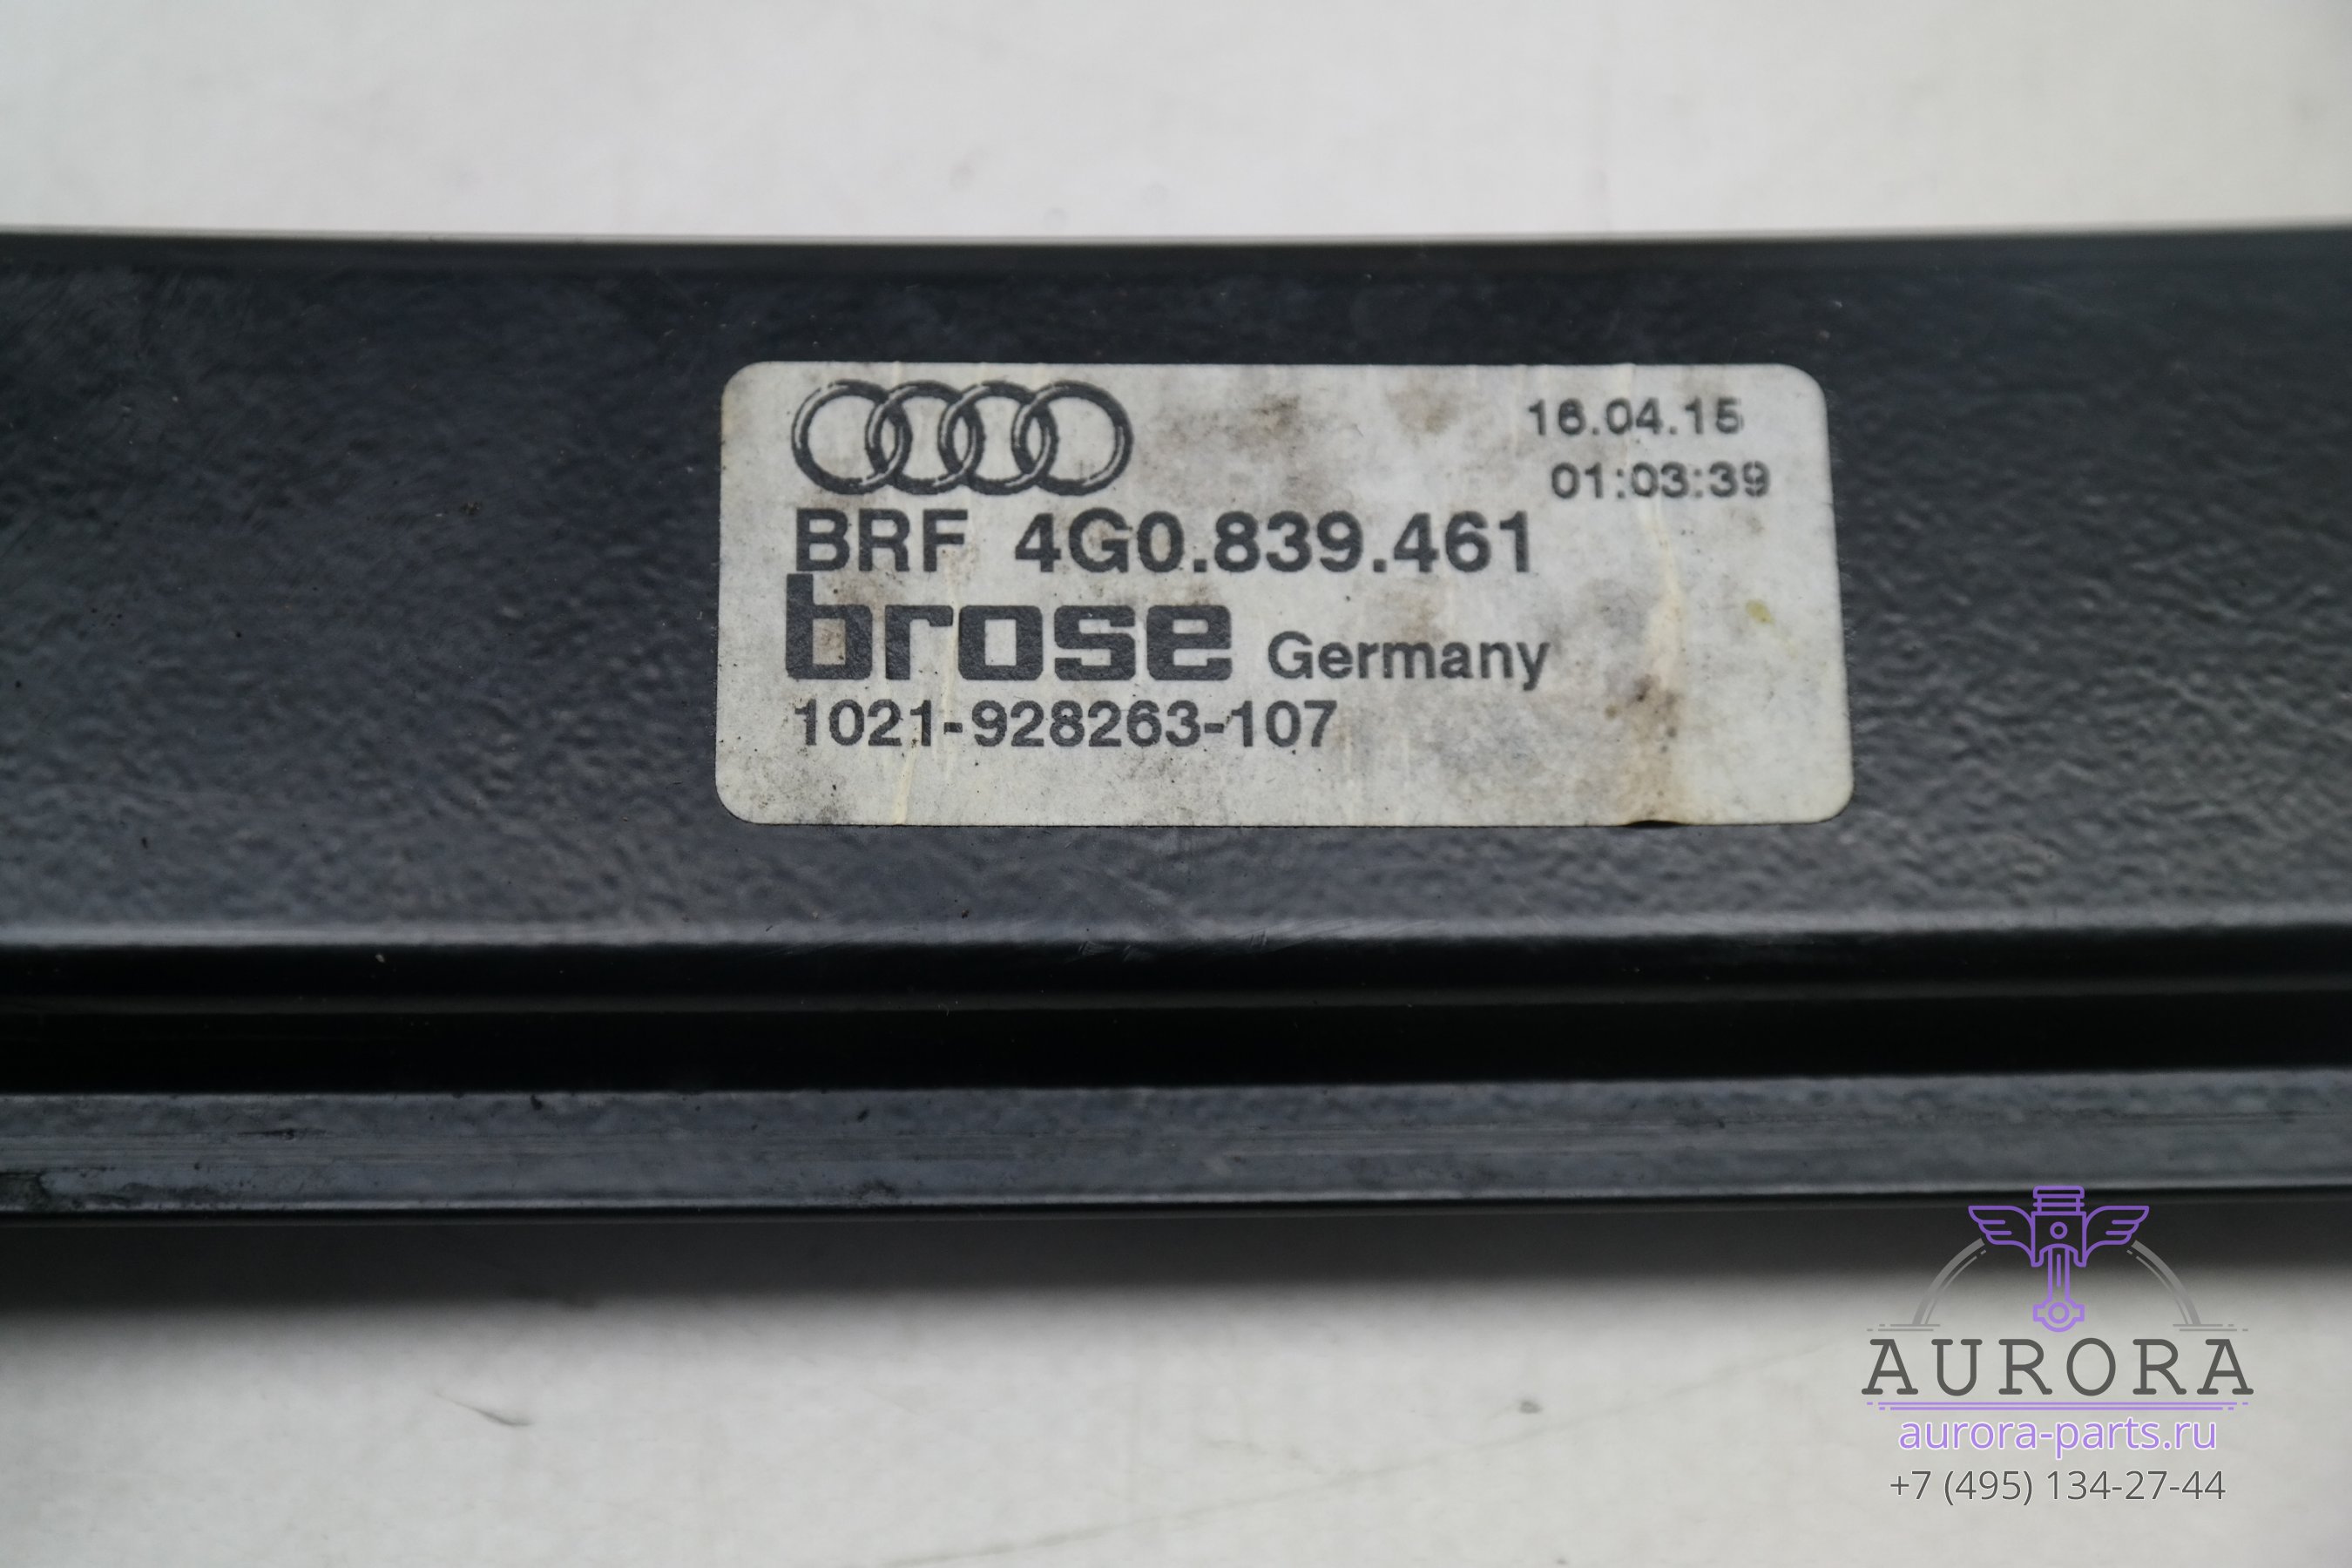 16.04.15
01:03:39
BRF 4G0.839.461
brose Germany
1021-928263-107
AURORA
aurora-parts.ru
+7 (495) 134-27-44